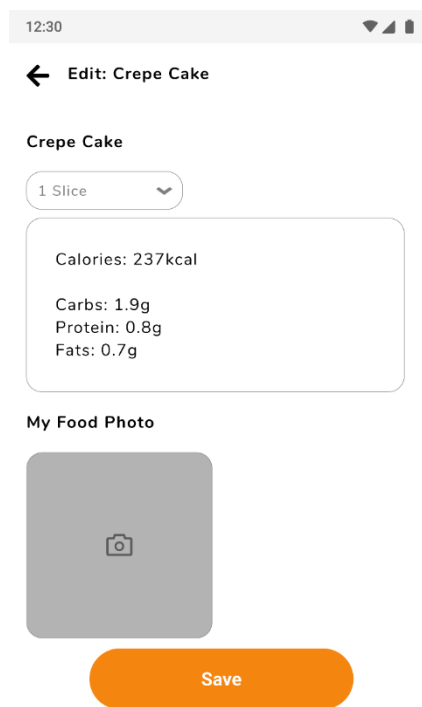 12:30
Edit: Crepe Cake
Crepe Cake
1 Slice
Calories: 237kcal
Carbs: 1.9g
Protein: 0.8g
Fats: 0.7g
My Food Photo
Save